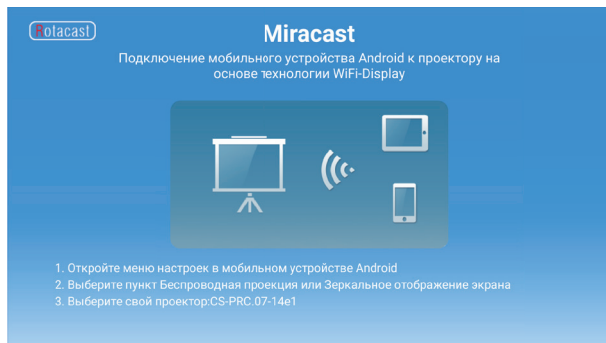 Rotacast
Miracast
Подключение мобильного устройства Android к проектору на
основе технологии WiFi-Display
1. Откройте меню настроек в мобильном устройстве Android
2. Выберите пункт Беспроводная проекция или Зеркальное отображение экрана
3. Выберите свой проектор:CS-PRC.07-14e1